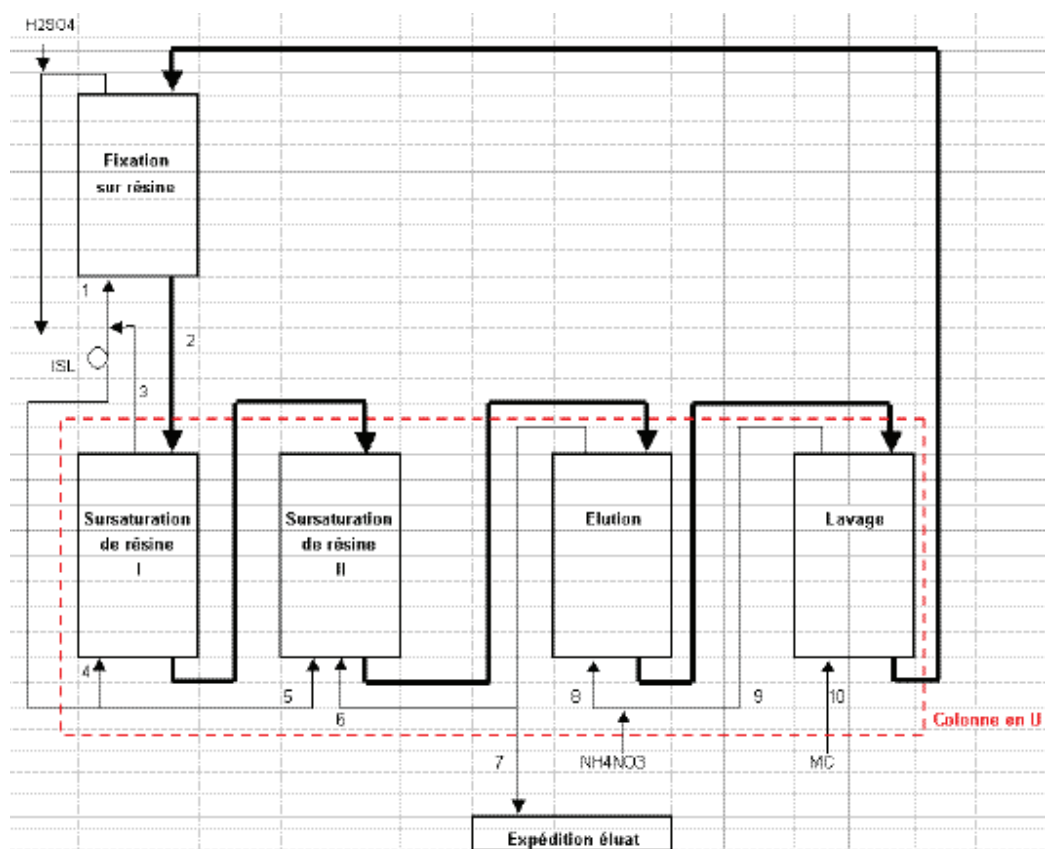 H2SO4
Fixation
sur résine
1
2
ISL
3
Sursaturation
de résine
I
Sursaturation
de résine
II
Elution
Lavage
4
5
6
8
9
10
Colonne en U
7
NH4NO3
MC
Expédition éluat